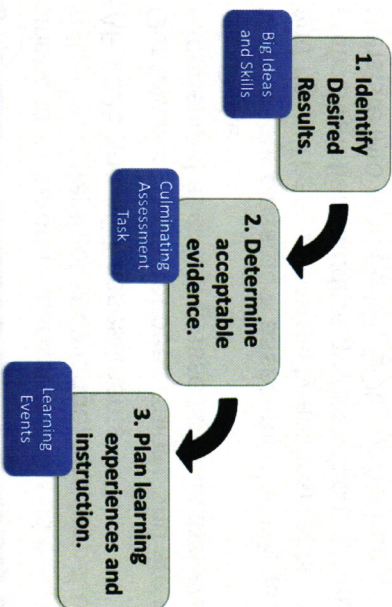 1. Identify
Desired
Results.
Big Ideas
and Skills
2. Determine
acceptable
evidence.
Culminating
Assessment
Task
3. Plan learning
experiences and
instruction.
Learning
Events